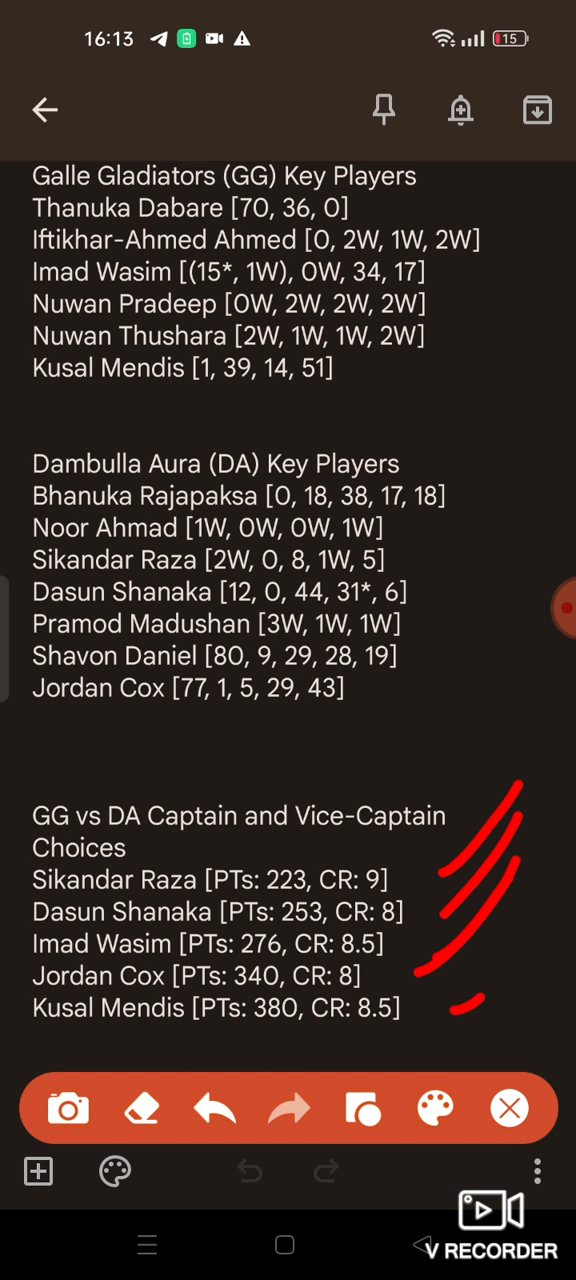 16:13
15
Galle Gladiators (GG) Key Players
Thanuka Dabare [70, 36, 0]
Iftikhar-Ahmed Ahmed [0, 2W, 1W, 2W]
Imad Wasim [(15*, 1W), 0W, 34, 17]
Nuwan Pradeep [0W, 2W, 2W, 2W]
Nuwan Thushara [2W, 1W, 1W, 2W]
Kusal Mendis [1, 39, 14, 51]
Dambulla Aura (DA) Key Players
Bhanuka Rajapaksa [0, 18, 38, 17, 18]
Noor Ahmad [1W, 0W, 0W, 1W]
Sikandar Raza [2W, 0, 8, 1W, 5]
Dasun Shanaka [12, 0, 44, 31*, 6]
Pramod Madushan [3W, 1W, 1W]
Shavon Daniel [80, 9, 29, 28, 19]
Jordan Cox [77, 1, 5, 29, 43]
GG vs DA Captain and Vice-Captain
Choices
Sikandar Raza [PTs: 223, CR: 9]
Dasun Shanaka [PTs: 253, CR: 8]
Imad Wasim [PTs: 276, CR: 8.5]
Jordan Cox [PTs: 340, CR: 8]
Kusal Mendis [PTs: 380, CR: 8.5]
V RECORDER